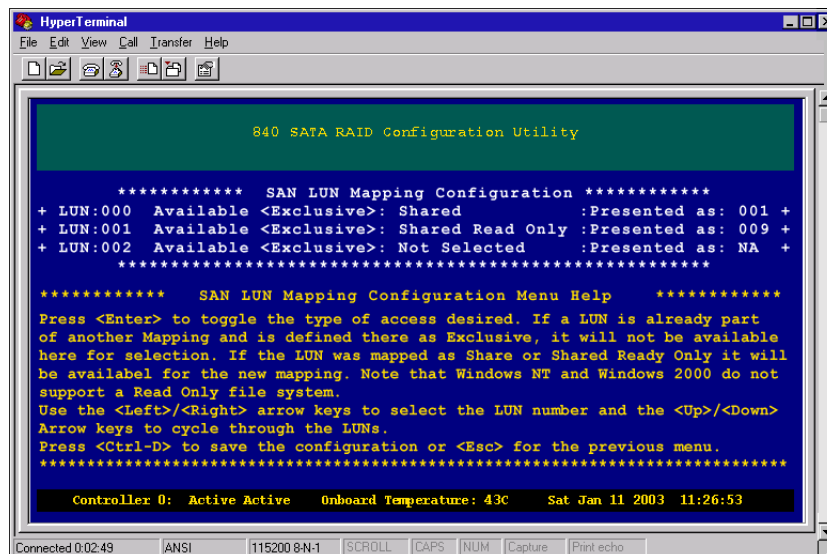 HyperTerminal
File Edit View Call Transfer Help
840 SATA RAID Configuration Utility
************ SAN LUN Mapping Configuration ************
+ LUN:000 Available <Exclusive>: Shared :Presented as: 001 +
+ LUN:001 Available <Exclusive>: Shared Read Only :Presented as: 009 +
+ LUN:002 Available <Exclusive>: Not Selected :Presented as: NA +
******************************************************************
************ SAN LUN Mapping Configuration Menu Help ************
Press <Enter> to toggle the type of access desired. If a LUN is already part
of another Mapping and is defined there as Exclusive, it will not be available
here for selection. If the LUN was mapped as Share or Shared Ready Only it will
be availabel for the new mapping. Note that Windows NT and Windows 2000 do not
support a Read Only file system.
Use the <Left>/<Right> arrow keys to select the LUN number and the <Up>/<Down>
Arrow keys to cycle through the LUNs.
Press <Ctrl-D> to save the configuration or <Esc> for the previous menu.
***********************************************************************************
Controller 0: Active Active Onboard Temperature: 43C Sat Jan 11 2003 11:26:53
Connected 0:02:49 ANSI 115200 8-N-1 SCROLL CAPS NUM Capture Print echo